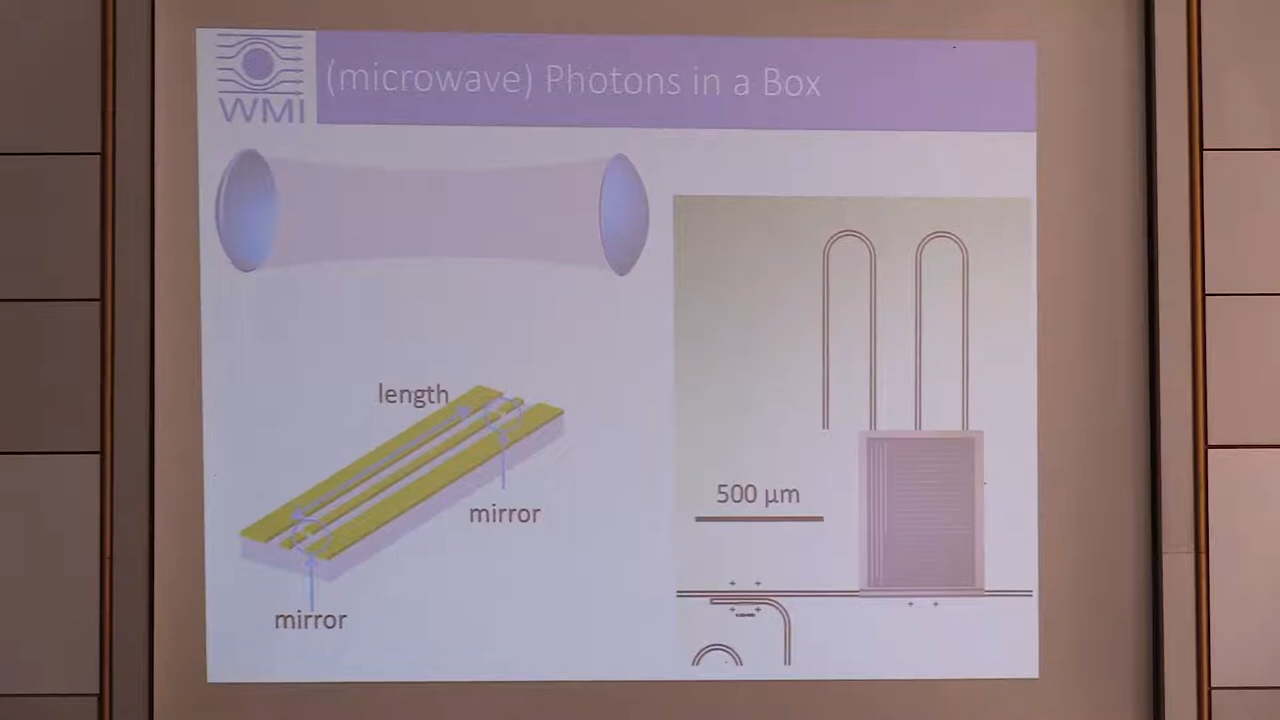 WMI
(microwave) Photons in a Box
length
mirror
mirror
500 µm